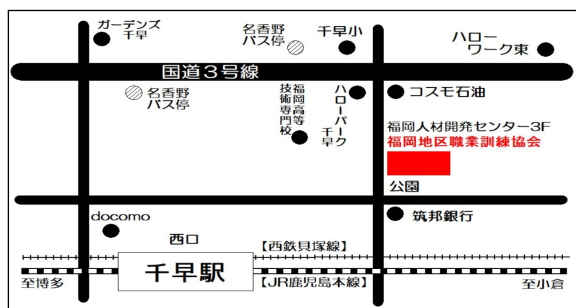 ガーデンズ
千早
名香野
バス停
千早小
ハロー
ワーク東
国道3号線
名香野
バス停
福岡高等
技術専門校
ハローパーク
千早
コスモ石油
福岡人材開発センター3F
福岡地区職業訓練協会
公園
docomo
筑邦銀行
西口
【西鉄貝塚線】
千早駅
至博多
【JR鹿児島本線】
至小倉